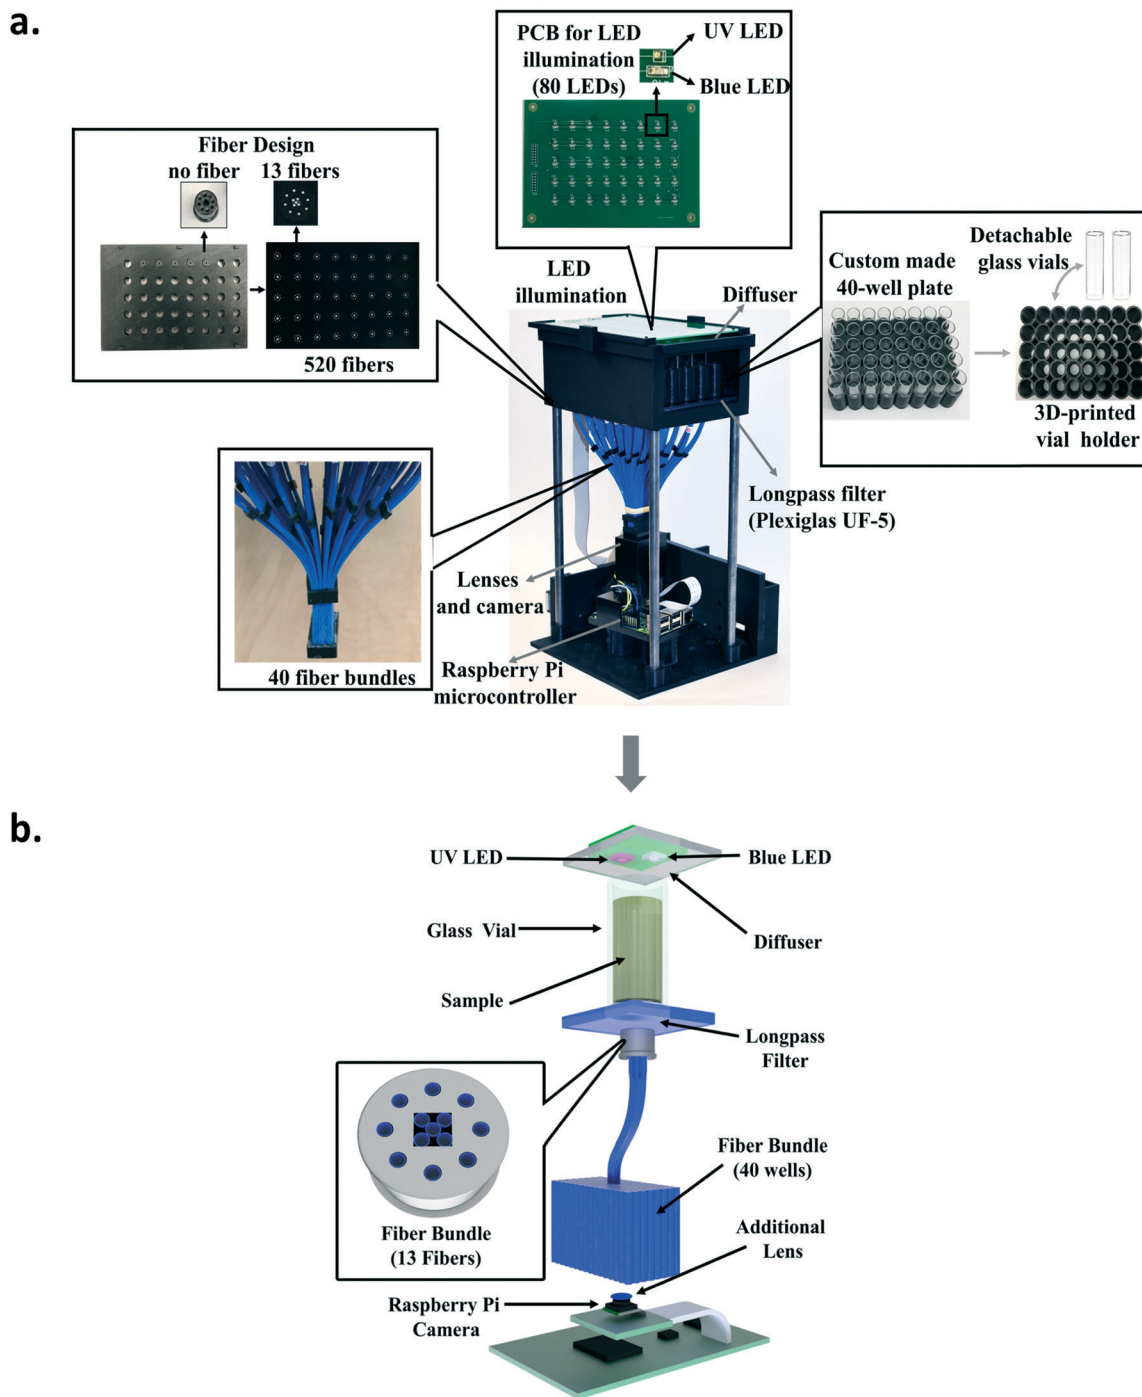 a.
PCB for LED
illumination
(80 LEDs)
UV LED
Blue LED
Fiber Design
no fiber
13 fibers
520 fibers
LED
illumination
Diffuser
Custom made
40-well plate
Detachable
glass vials
3D-printed
vial holder
Longpass filter
(Plexiglas UF-5)
40 fiber bundles
Lenses
and camera
Raspberry Pi
microcontroller
b.
UV LED
Blue LED
Glass Vial
Diffuser
Sample
Longpass
Filter
Fiber Bundle
(13 Fibers)
Fiber Bundle
(40 wells)
Additional
Lens
Raspberry Pi
Camera